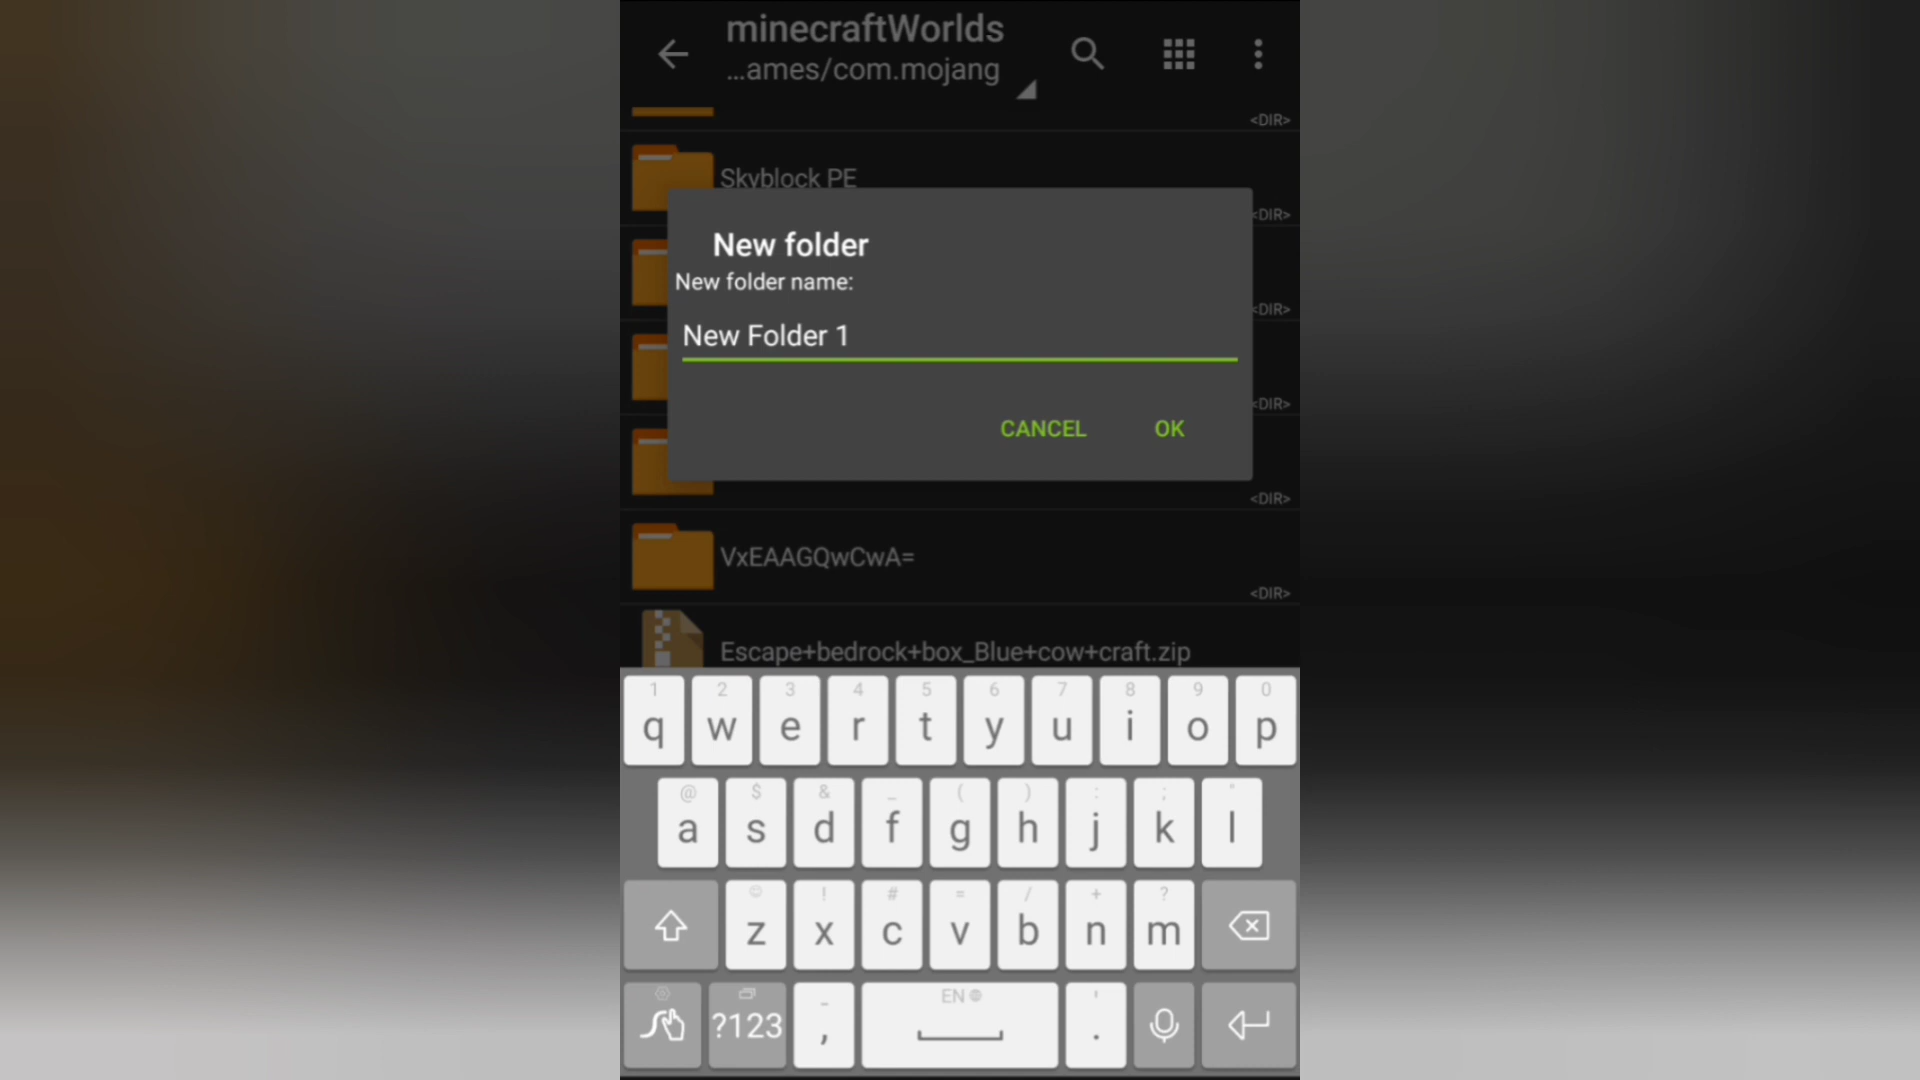 minecraftWorlds
...ames/com.mojang
<DIR>
Skyblock PE
<DIR>
New folder
New folder name:
<DIR>
New Folder 1
<DIR>
CANCEL OK
<DIR>
VxEAAGQwCwA=
<DIR>
Escape+bedrock+box_Blue+cow+craft.zip
1 2 3 4 5 6 7 8 9 0
q w e r t y u i o p
@ $ & _ ( ) : ; "
a s d f g h j k l
! # = / + ?
z x c v b n m
EN
?123 - , ' .